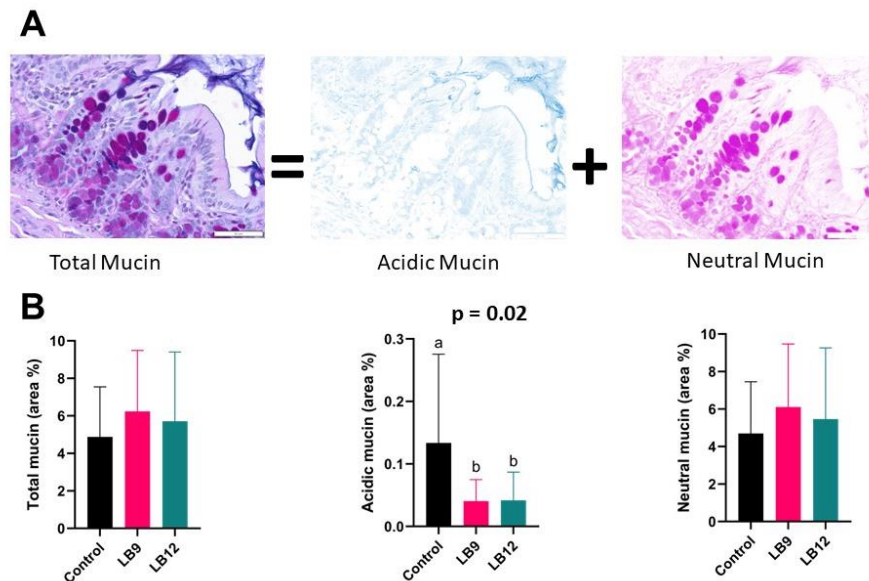 A
=
+
Total Mucin
Acidic Mucin
Neutral Mucin
B
p = 0.02
Total mucin (area %)
10
8
6
4
2
0
Control
LB9
LB12
Acidic mucin (area %)
0.3
0.2
0.1
0.0
a
b
b
Control
LB9
LB12
Neutral mucin (area %)
10
8
6
4
2
0
Control
LB9
LB12